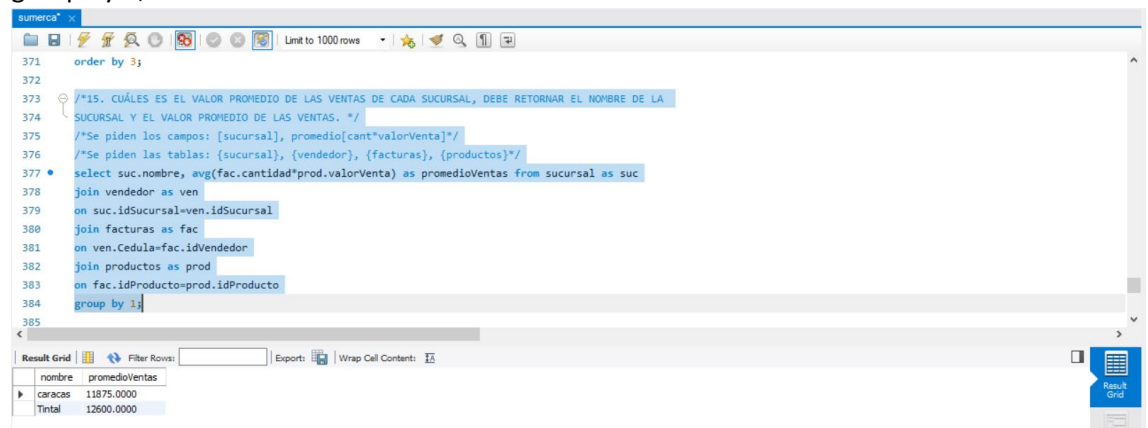 sumerca*
Limit to 1000 rows
371 order by 3;
372
373 /*15. CUÁLES ES EL VALOR PROMEDIO DE LAS VENTAS DE CADA SUCURSAL, DEBE RETORNAR EL NOMBRE DE LA
374 SUCURSAL Y EL VALOR PROMEDIO DE LAS VENTAS. */
375 /*Se piden los campos: [sucursal], promedio[cant*valorVenta]*/
376 /*Se piden las tablas: {sucursal}, {vendedor}, {facturas}, {productos}*/
377 select suc.nombre, avg(fac.cantidad*prod.valorVenta) as promedioVentas from sucursal as suc
378 join vendedor as ven
379 on suc.idSucursal=ven.idSucursal
380 join facturas as fac
381 on ven.Cedula=fac.idVendedor
382 join productos as prod
383 on fac.idProducto=prod.idProducto
384 group by 1;
385
Result Grid Filter Rows: Export: Wrap Cell Content:
nombre promedioVentas
caracas 11875.0000
Tintal 12600.0000
Result
Grid